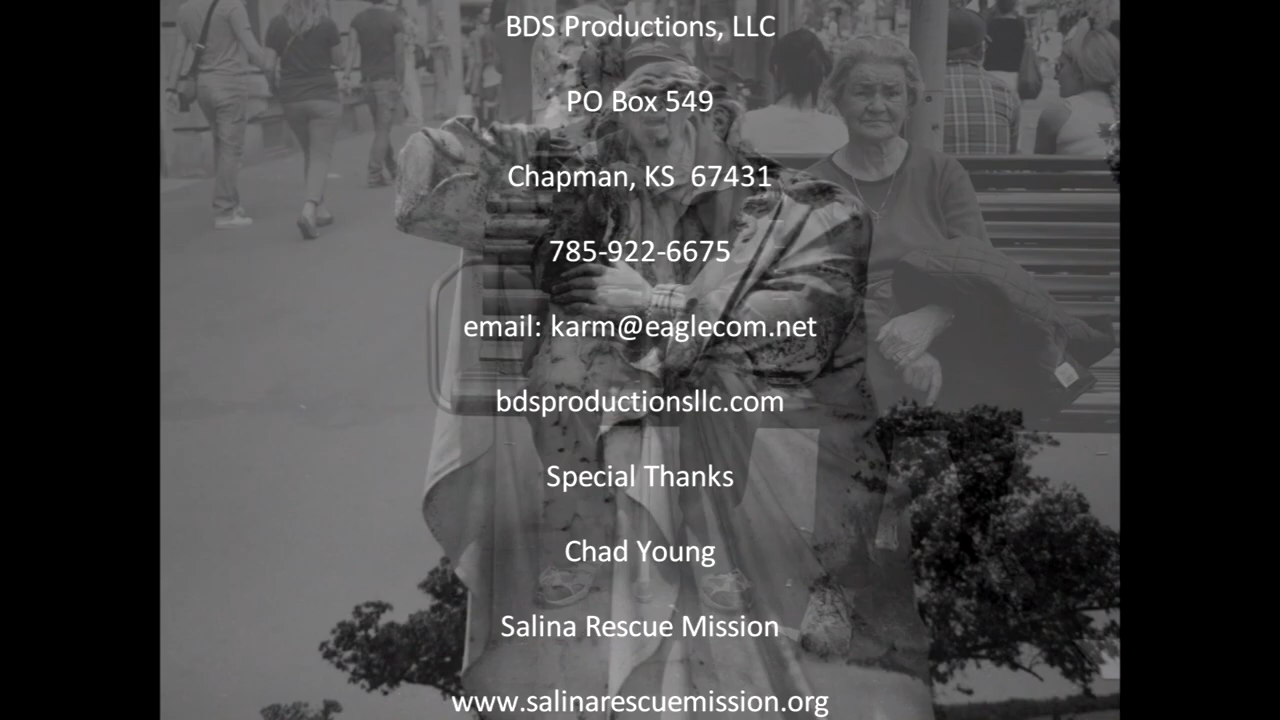 BDS Productions, LLC
PO Box 549
Chapman, KS  67431
785-922-6675
email: karm@eaglecom.net
bdsproductionsllc.com
Special Thanks
Chad Young
Salina Rescue Mission
www.salinarescuemission.org